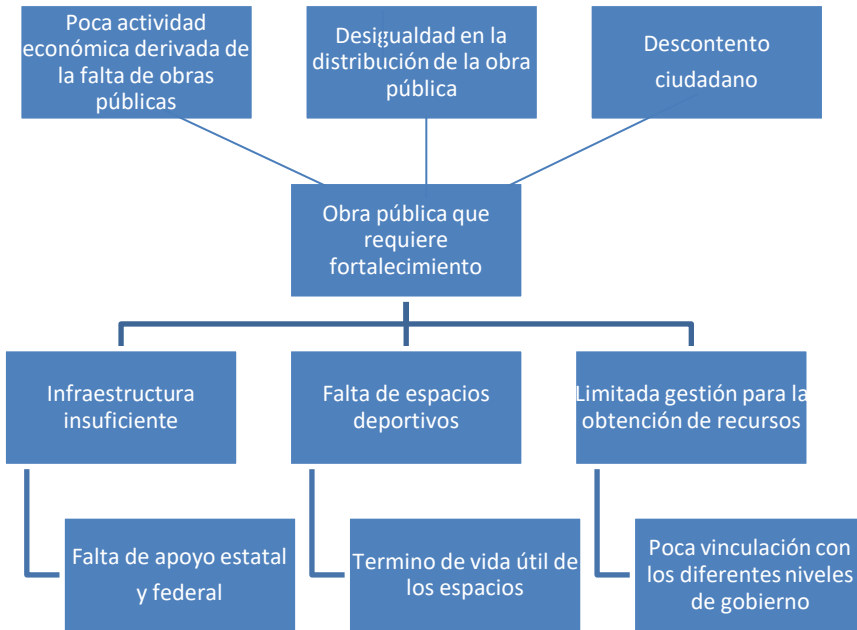 Poca actividad
económica derivada de
la falta de obras
públicas
Desigualdad en la
distribución de la obra
pública
Descontento
ciudadano
Obra pública que
requiere
fortalecimiento
Infraestructura
insuficiente
Falta de espacios
deportivos
Limitada gestión para la
obtención de recursos
Falta de apoyo estatal
y federal
Termino de vida útil de
los espacios
Poca vinculación con
los diferentes niveles
de gobierno